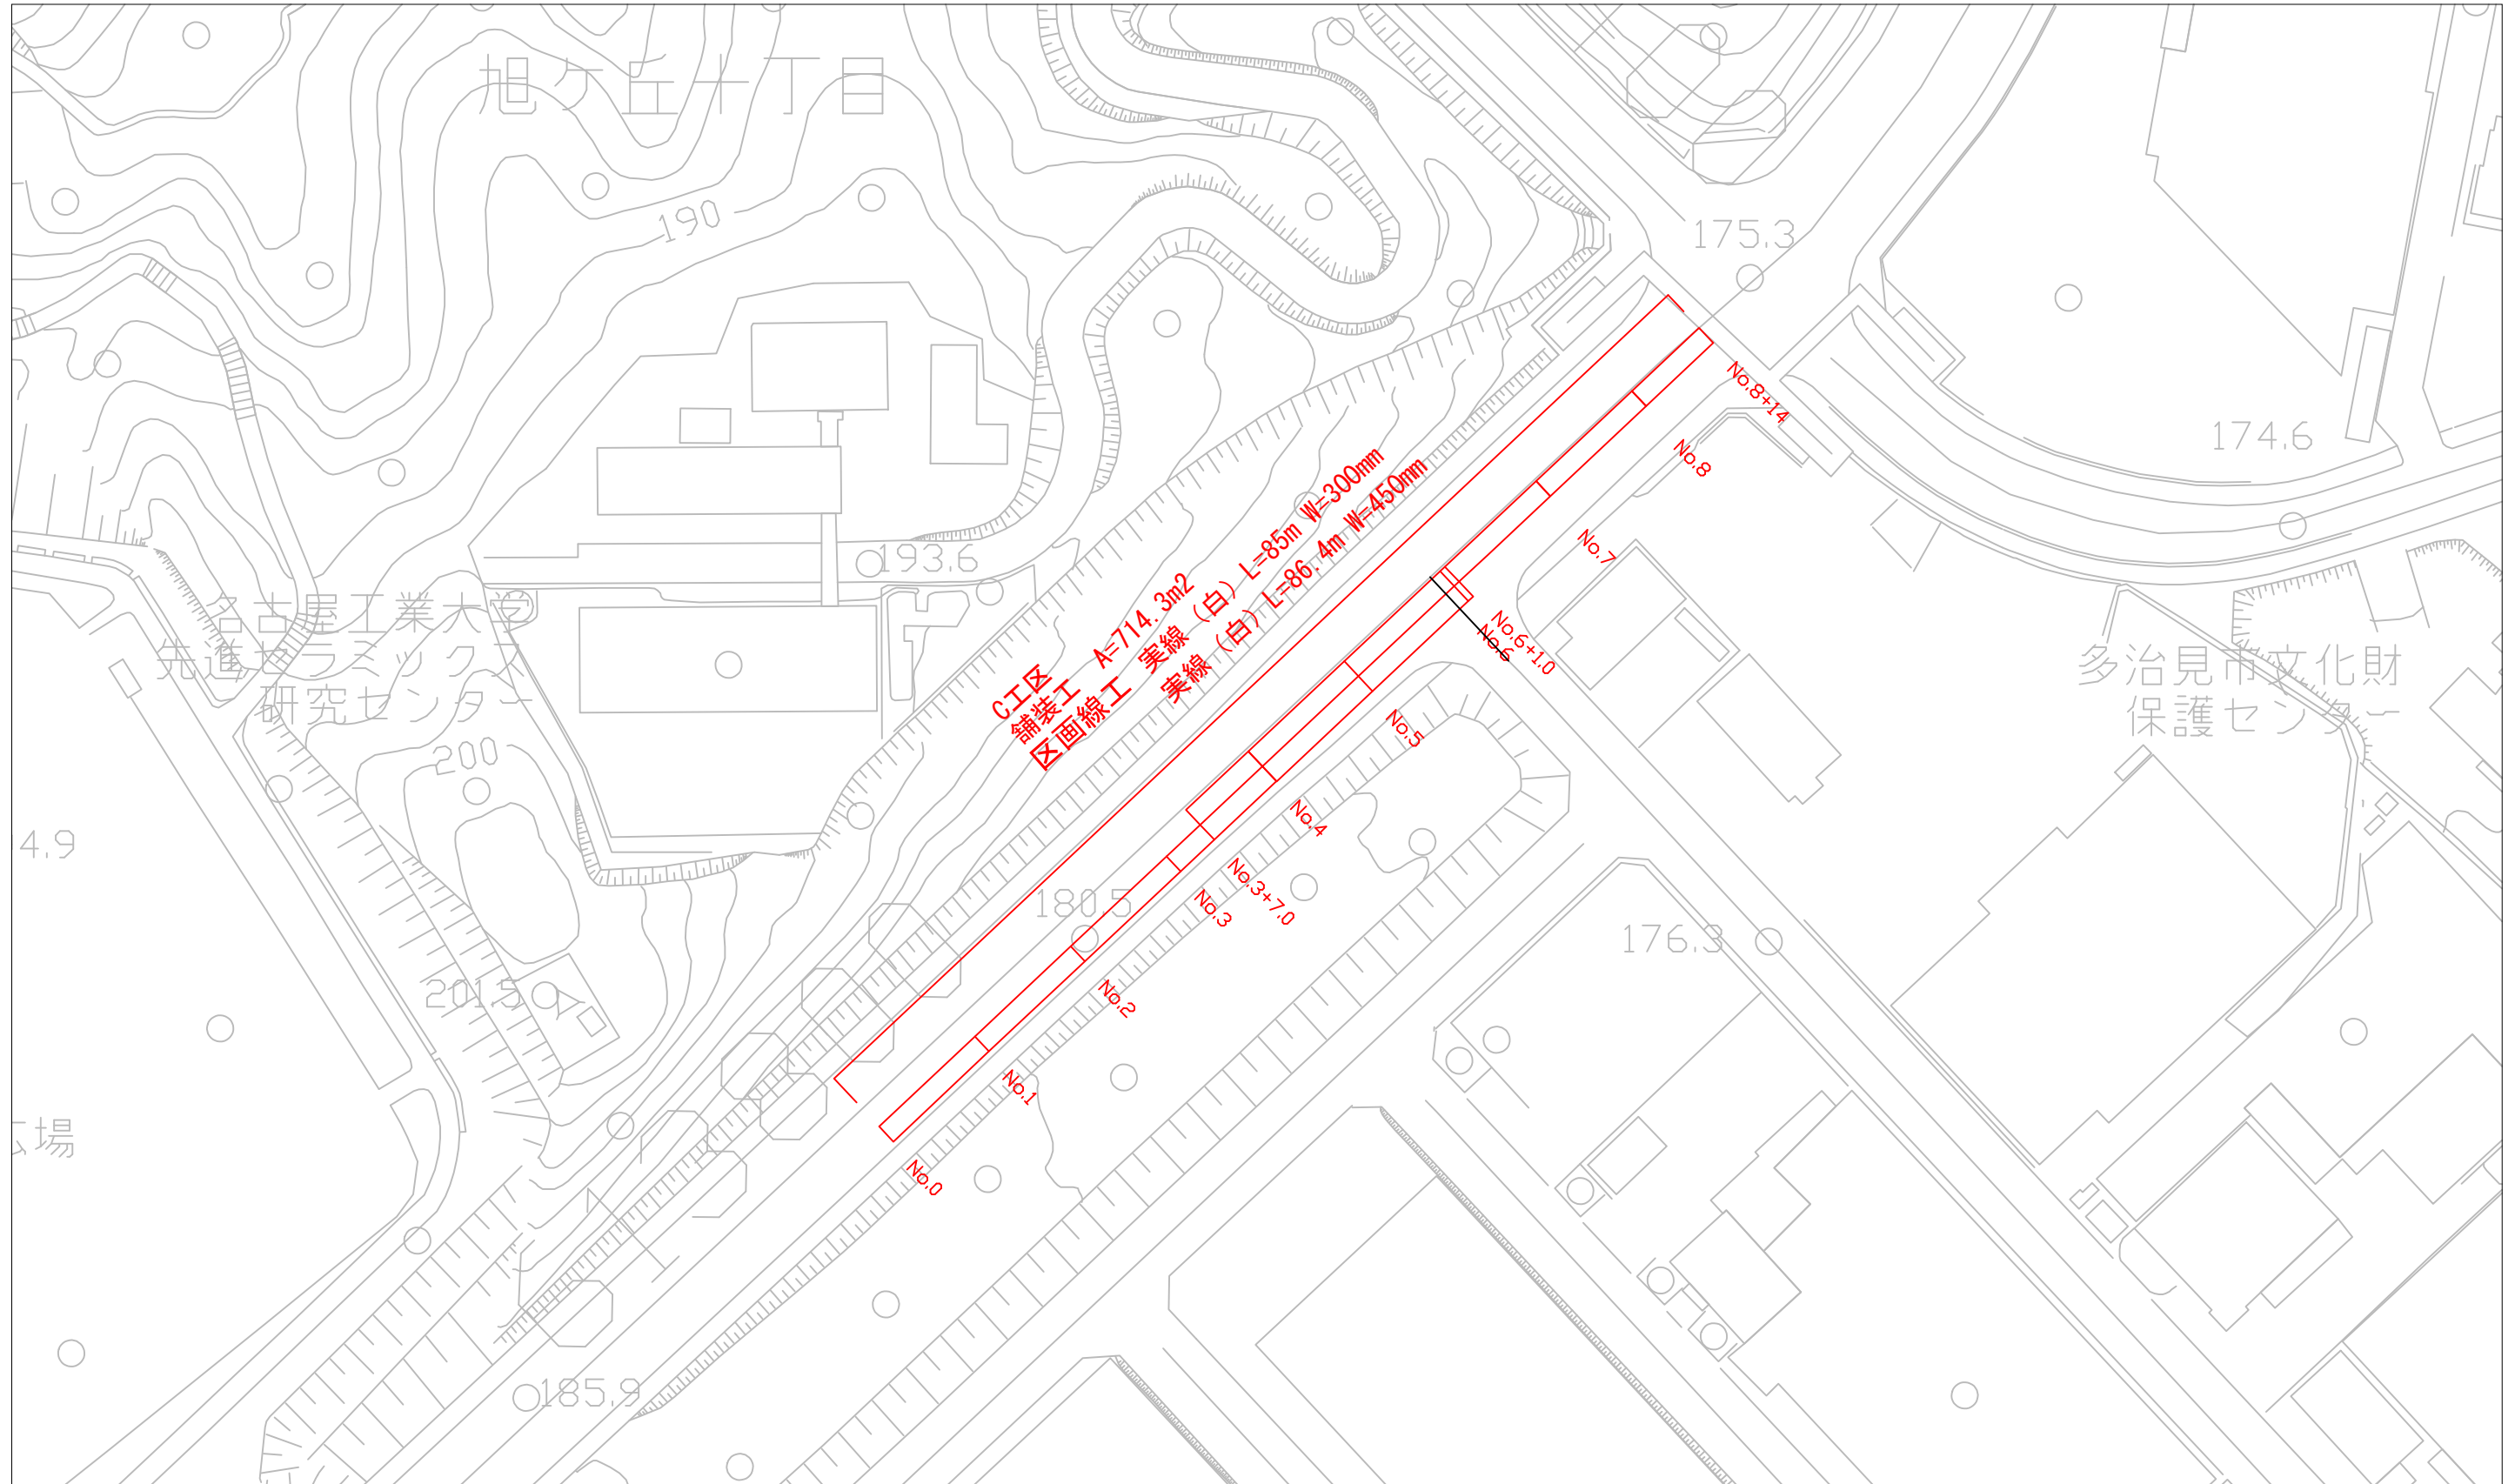 旭ヶ丘十丁目
190
175.3
174.6
193.6
名古屋工業大学
先進セラミックス
研究センター
200
C工区
舗装工 A=714.3m2
区画線工 実線(白) L=85m W=300mm
実線(白) L=86.4m W=450mm
No.8+14
No.8
No.7
No.6+1.0
No.6
No.5
No.4
No.3+7.0
No.3
No.2
No.1
No.0
多治見市文化財
保護センター
4.9
180.5
176.3
201.5
広場
185.9